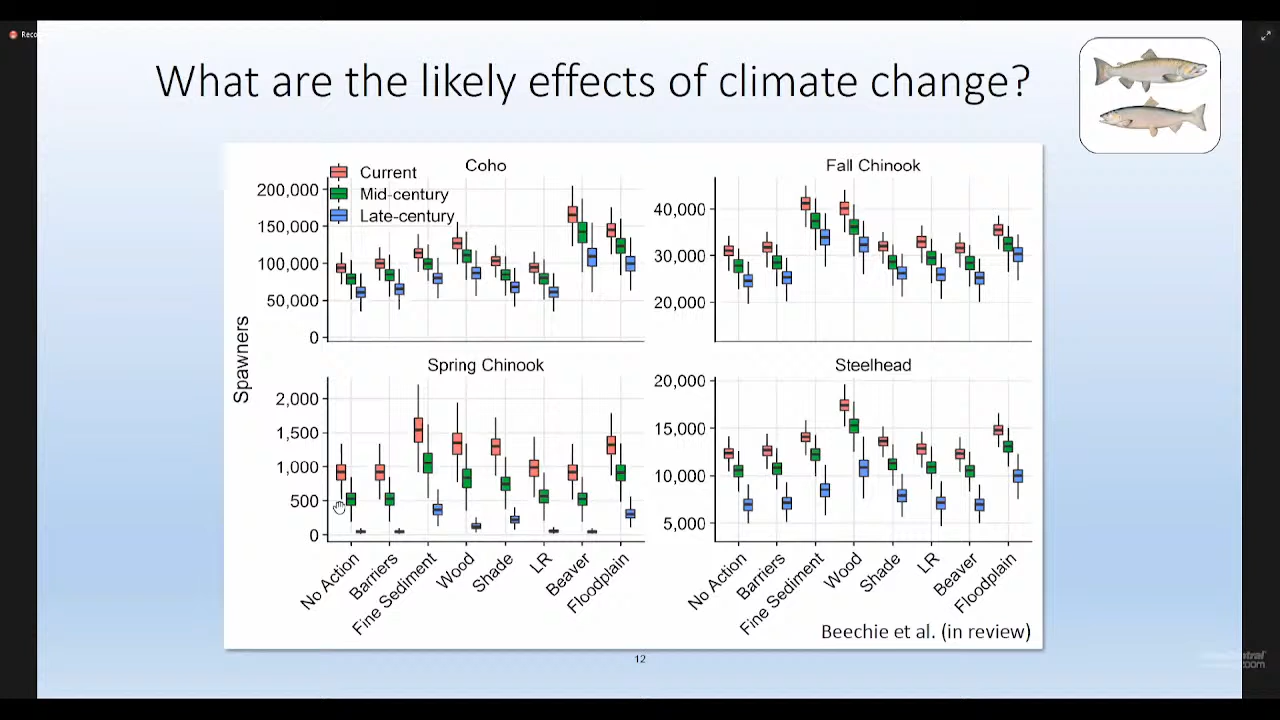 Reco
What are the likely effects of climate change?
Coho
Fall Chinook
Current
Mid-century
Late-century
200,000
150,000
100,000
50,000
0
40,000
30,000
20,000
Spawners
Spring Chinook
Steelhead
2,000
1,500
1,000
500
0
20,000
15,000
10,000
5,000
No Action
Barriers
Fine Sediment
Wood
Shade
LR
Beaver
Floodplain
No Action
Barriers
Fine Sediment
Wood
Shade
LR
Beaver
Floodplain
Beechie et al. (in review)
12
zoom